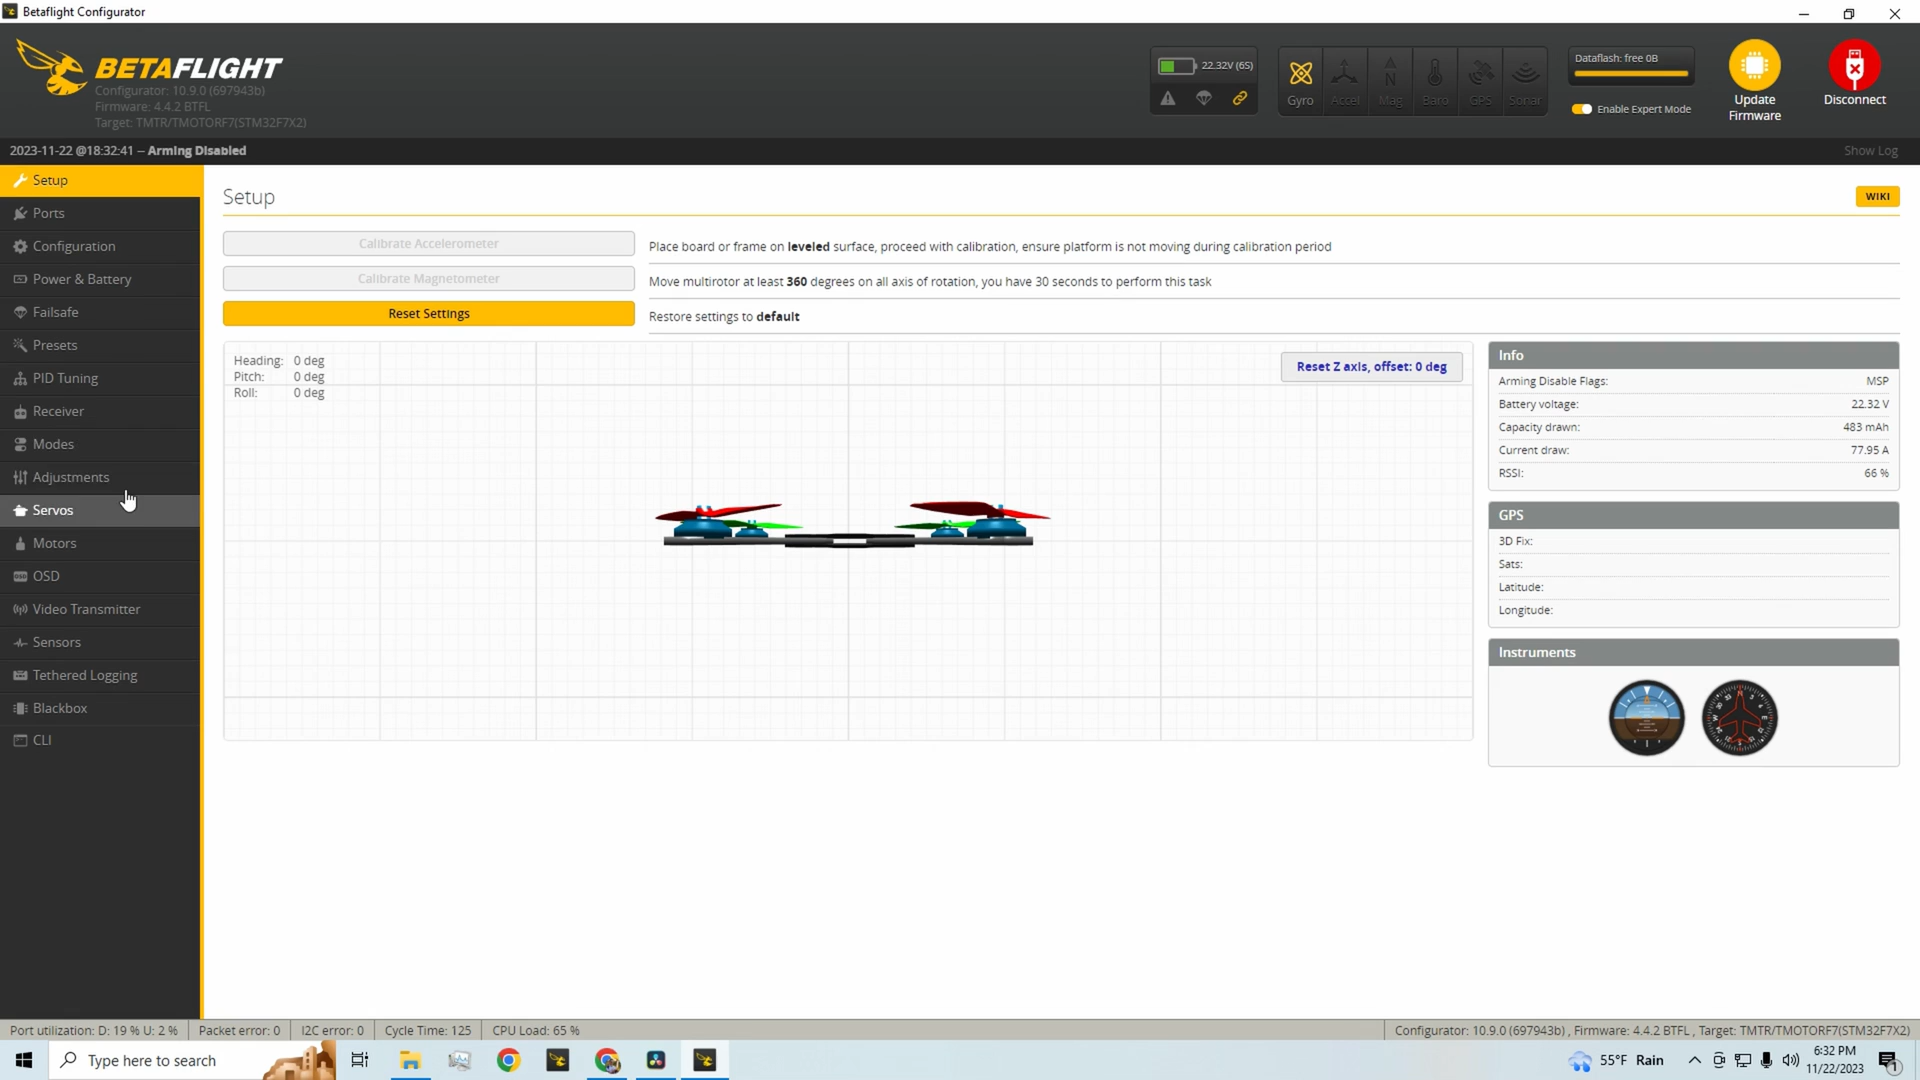 Betaflight Configurator
BETAFLIGHT
Configurator: 10.9.0 (697943b)
Firmware: 4.4.2 BTFL
Target: TMTR/TMOTORF7(STM32F7X2)
22.32V (6S)
Gyro
Accel
Mag
Baro
GPS
Sonar
Dataflash: free 0B
Enable Expert Mode
Update
Firmware
Disconnect
2023-11-22 @18:32:41 -- Arming Disabled
Show Log
Setup
Ports
Configuration
Power & Battery
Failsafe
Presets
PID Tuning
Receiver
Modes
Adjustments
Servos
Motors
OSD
Video Transmitter
Sensors
Tethered Logging
Blackbox
CLI
Setup
WIKI
Calibrate Accelerometer
Place board or frame on leveled surface, proceed with calibration, ensure platform is not moving during calibration period
Calibrate Magnetometer
Move multirotor at least 360 degrees on all axis of rotation, you have 30 seconds to perform this task
Reset Settings
Restore settings to default
Heading: 0 deg
Pitch: 0 deg
Roll: 0 deg
Reset Z axis, offset: 0 deg
Info
Arming Disable Flags: MSP
Battery voltage: 22.32 V
Capacity drawn: 483 mAh
Current draw: 77.95 A
RSSI: 66 %
GPS
3D Fix:
Sats:
Latitude:
Longitude:
Instruments
Port utilization: D: 19 % U: 2 %
Packet error: 0
I2C error: 0
Cycle Time: 125
CPU Load: 65 %
Configurator: 10.9.0 (697943b) , Firmware: 4.4.2 BTFL , Target: TMTR/TMOTORF7(STM32F7X2)
Type here to search
55°F Rain
6:32 PM
11/22/2023
1